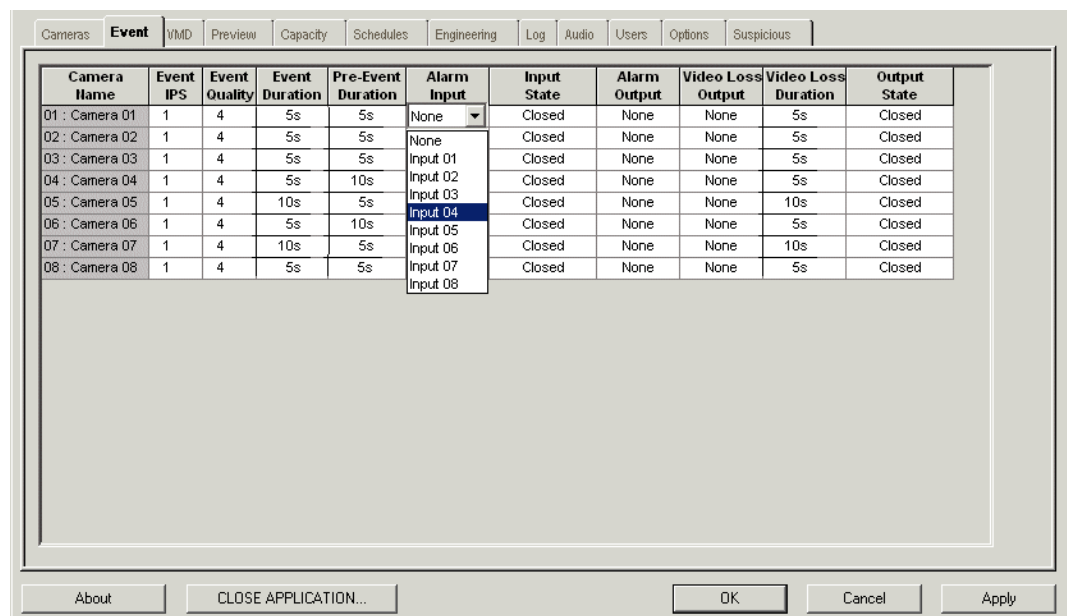 Cameras Event VMD Preview Capacity Schedules Engineering Log Audio Users Options Suspicious
Camera Name Event IPS Event Quality Event Duration Pre-Event Duration Alarm Input Input State Alarm Output Video Loss Output Video Loss Duration Output State
01 : Camera 01 1 4 5s 5s None Closed None None 5s Closed
02 : Camera 02 1 4 5s 5s Closed None None 5s Closed
03 : Camera 03 1 4 5s 5s Closed None None 5s Closed
04 : Camera 04 1 4 5s 10s Closed None None 5s Closed
05 : Camera 05 1 4 10s 5s Closed None None 10s Closed
06 : Camera 06 1 4 5s 10s Closed None None 5s Closed
07 : Camera 07 1 4 10s 5s Closed None None 10s Closed
08 : Camera 08 1 4 5s 5s Closed None None 5s Closed
None
Input 01
Input 02
Input 03
Input 04
Input 05
Input 06
Input 07
Input 08
About CLOSE APPLICATION... OK Cancel Apply